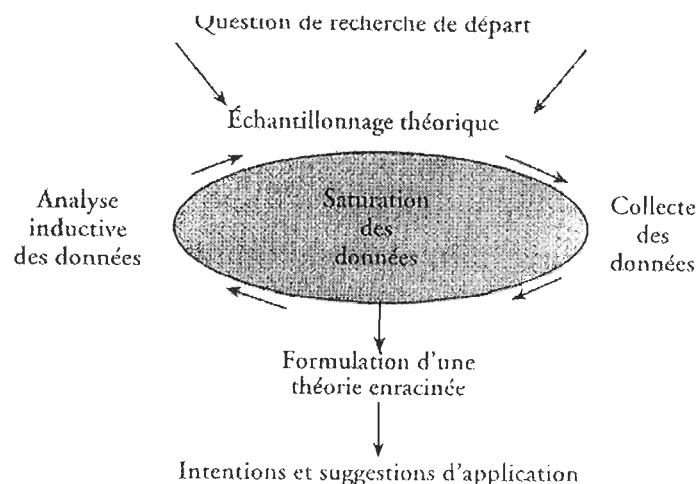 Question de recherche de départ
Échantillonnage théorique
Analyse
inductive
des données
Saturation
des
données
Collecte
des
données
Formulation d'une
théorie enracinée
Intentions et suggestions d'application